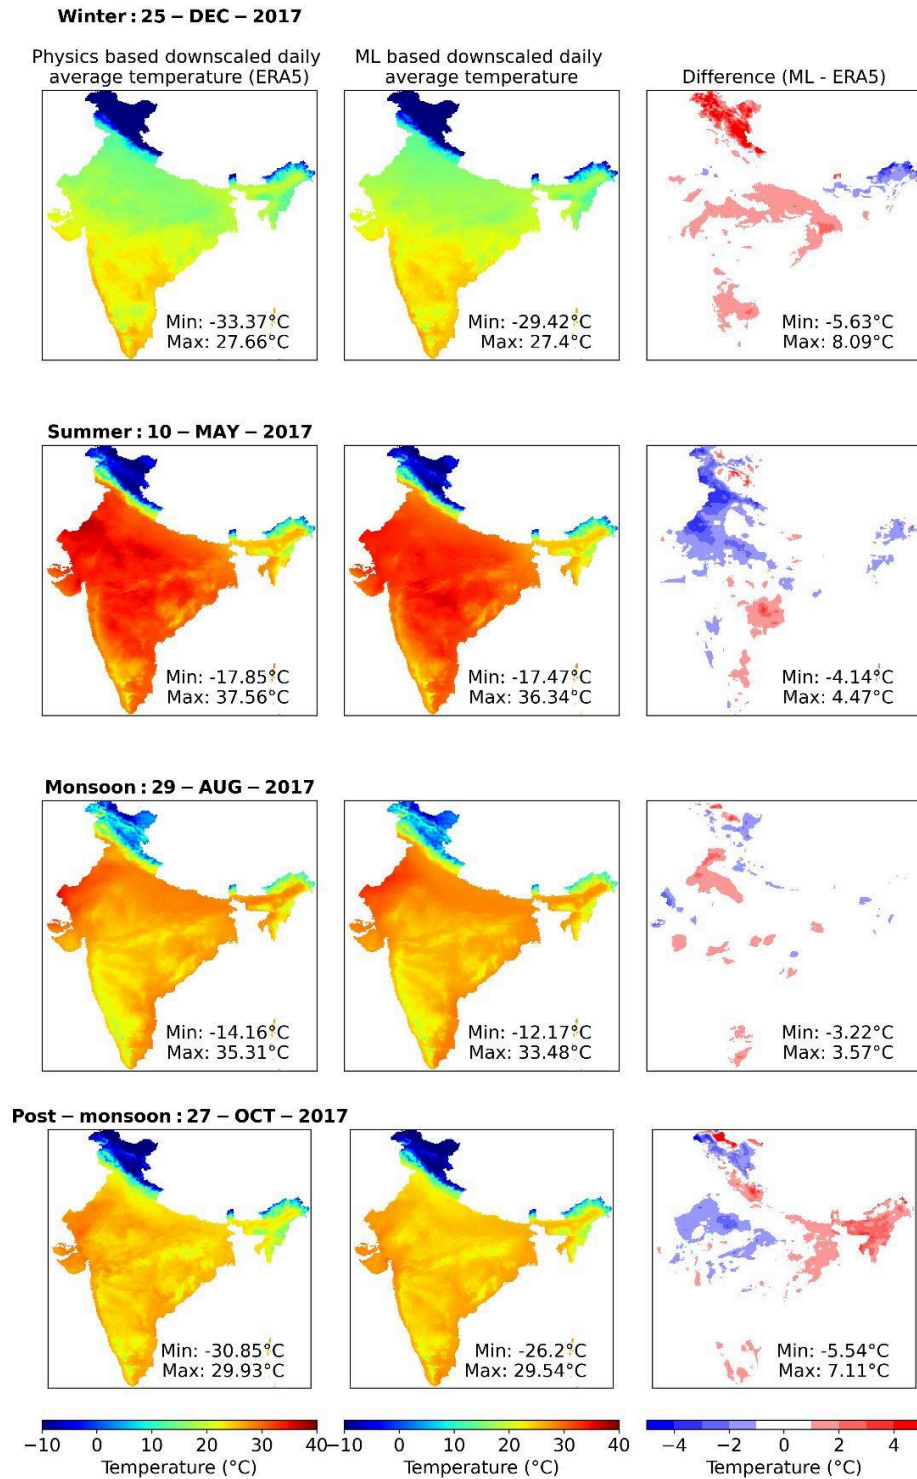 Winter : 25 – DEC – 2017
Physics based downscaled daily
average temperature (ERA5)
ML based downscaled daily
average temperature
Difference (ML - ERA5)
Min: -33.37°C
Max: 27.66°C
Min: -29.42°C
Max: 27.4°C
Min: -5.63°C
Max: 8.09°C
Summer : 10 – MAY – 2017
Min: -17.85°C
Max: 37.56°C
Min: -17.47°C
Max: 36.34°C
Min: -4.14°C
Max: 4.47°C
Monsoon : 29 – AUG – 2017
Min: -14.16°C
Max: 35.31°C
Min: -12.17°C
Max: 33.48°C
Min: -3.22°C
Max: 3.57°C
Post – monsoon : 27 – OCT – 2017
Min: -30.85°C
Max: 29.93°C
Min: -26.2°C
Max: 29.54°C
Min: -5.54°C
Max: 7.11°C
−10 0 10 20 30 40
Temperature (°C)
−10 0 10 20 30 40
Temperature (°C)
−4 −2 0 2 4
Temperature (°C)